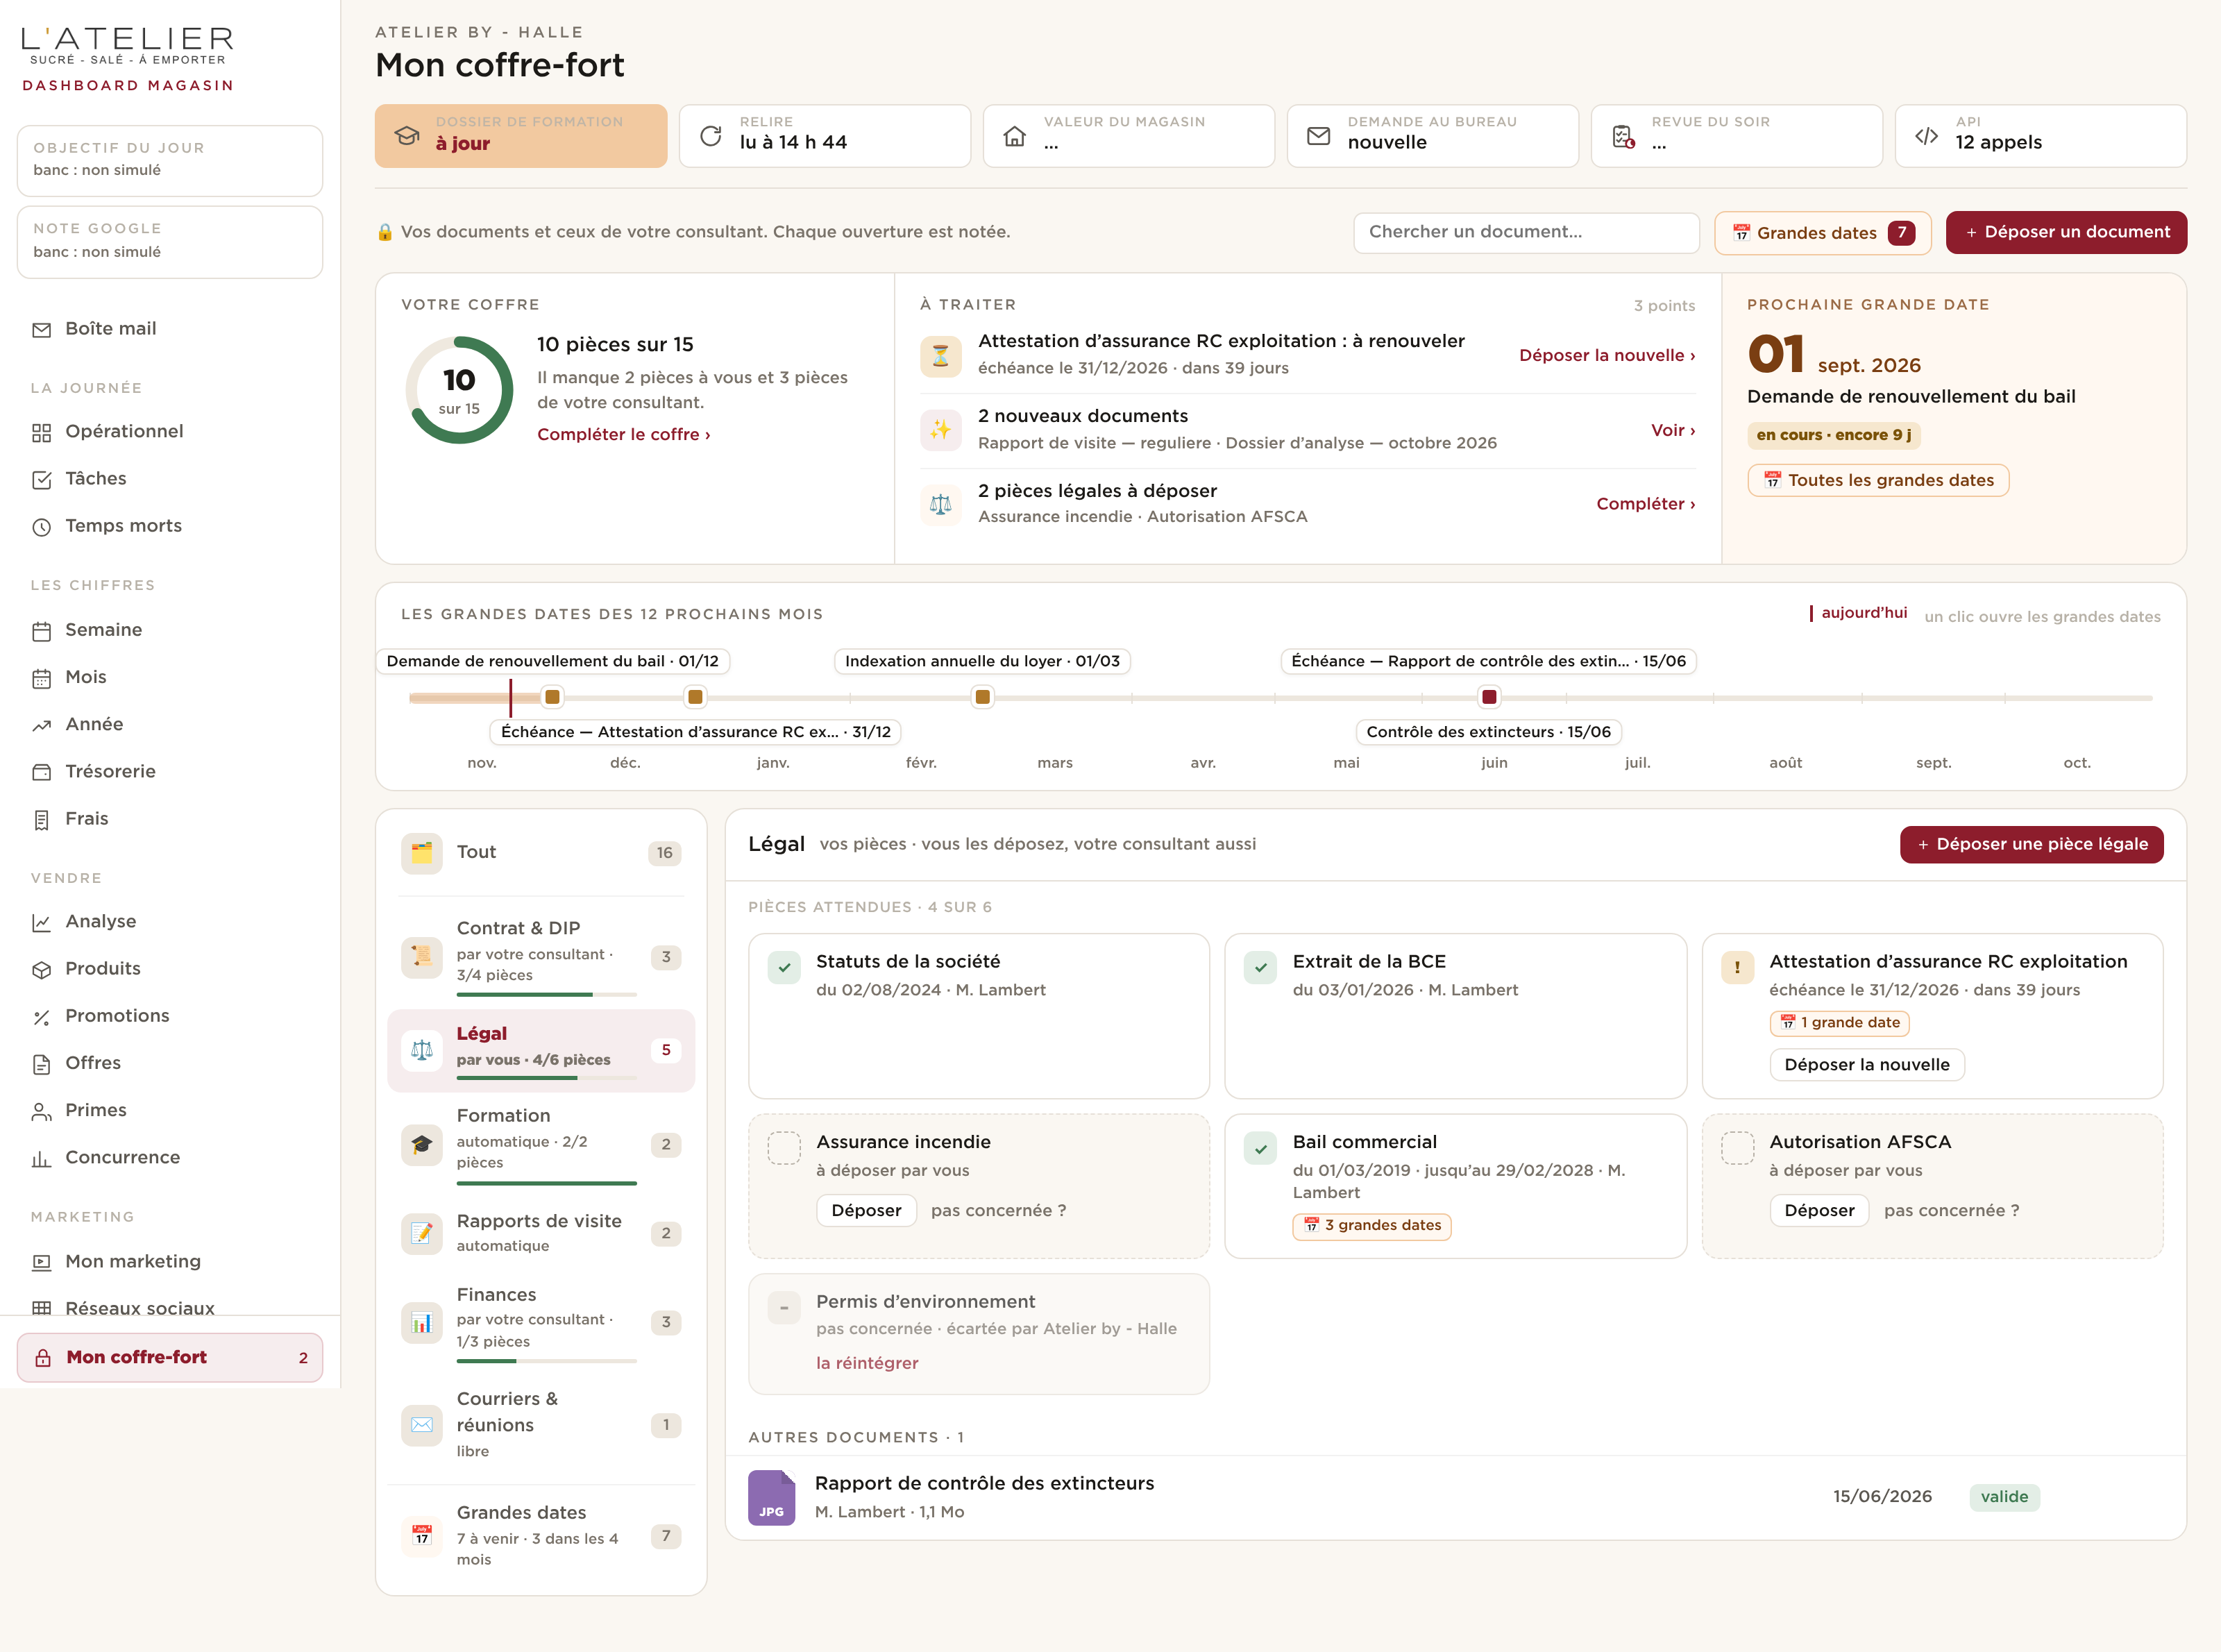 L'ATELIER
SUCRÉ - SALÉ - À EMPORTER
DASHBOARD MAGASIN
OBJECTIF DU JOUR
banc : non simulé
NOTE GOOGLE
banc : non simulé
Boîte mail
LA JOURNÉE
Opérationnel
Tâches
Temps morts
LES CHIFFRES
Semaine
Mois
Année
Trésorerie
Frais
VENDRE
Analyse
Produits
Promotions
Offres
Primes
Concurrence
MARKETING
Mon marketing
Réseaux sociaux
Mon coffre-fort 2
ATELIER BY - HALLE
Mon coffre-fort
DOSSIER DE FORMATION
à jour
RELIRE
lu à 14 h 44
VALEUR DU MAGASIN
...
DEMANDE AU BUREAU
nouvelle
REVUE DU SOIR
...
API
12 appels
🔒 Vos documents et ceux de votre consultant. Chaque ouverture est notée.
Chercher un document...
📅 Grandes dates 7
+ Déposer un document
VOTRE COFFRE
10
sur 15
10 pièces sur 15
Il manque 2 pièces à vous et 3 pièces
de votre consultant.
Compléter le coffre ›
À TRAITER
3 points
Attestation d’assurance RC exploitation : à renouveler
échéance le 31/12/2026 · dans 39 jours
Déposer la nouvelle ›
2 nouveaux documents
Rapport de visite — reguliere · Dossier d’analyse — octobre 2026
Voir ›
2 pièces légales à déposer
Assurance incendie · Autorisation AFSCA
Compléter ›
PROCHAINE GRANDE DATE
01 sept. 2026
Demande de renouvellement du bail
en cours · encore 9 j
📅 Toutes les grandes dates
LES GRANDES DATES DES 12 PROCHAINS MOIS
aujourd’hui
un clic ouvre les grandes dates
Demande de renouvellement du bail · 01/12
Indexation annuelle du loyer · 01/03
Échéance — Rapport de contrôle des extin... · 15/06
Échéance — Attestation d’assurance RC ex... · 31/12
Contrôle des extincteurs · 15/06
nov. déc. janv. févr. mars avr. mai juin juil. août sept. oct.
Tout
16
Contrat & DIP
par votre consultant ·
3/4 pièces
3
Légal
par vous · 4/6 pièces
5
Formation
automatique · 2/2
pièces
2
Rapports de visite
automatique
2
Finances
par votre consultant ·
1/3 pièces
3
Courriers &
réunions
libre
1
Grandes dates
7 à venir · 3 dans les 4
mois
7
Légal vos pièces · vous les déposez, votre consultant aussi
+ Déposer une pièce légale
PIÈCES ATTENDUES · 4 SUR 6
Statuts de la société
du 02/08/2024 · M. Lambert
Extrait de la BCE
du 03/01/2026 · M. Lambert
!
Attestation d’assurance RC exploitation
échéance le 31/12/2026 · dans 39 jours
📅 1 grande date
Déposer la nouvelle
Assurance incendie
à déposer par vous
Déposer pas concernée ?
Bail commercial
du 01/03/2019 · jusqu’au 29/02/2028 · M.
Lambert
📅 3 grandes dates
Autorisation AFSCA
à déposer par vous
Déposer pas concernée ?
–
Permis d’environnement
pas concernée · écartée par Atelier by - Halle
la réintégrer
AUTRES DOCUMENTS · 1
JPG
Rapport de contrôle des extincteurs
M. Lambert · 1,1 Mo
15/06/2026
valide